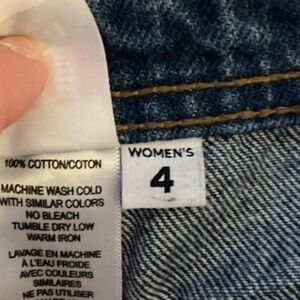 100% COTTON/COTON
MACHINE WASH COLD
WITH SIMILAR COLORS
NO BLEACH
TUMBLE DRY LOW
WARM IRON
LAVAGE EN MACHINE
À L'EAU FROIDE
AVEC COULEURS
SIMILAIRES
NE PAS UTILISER
WOMEN'S
4